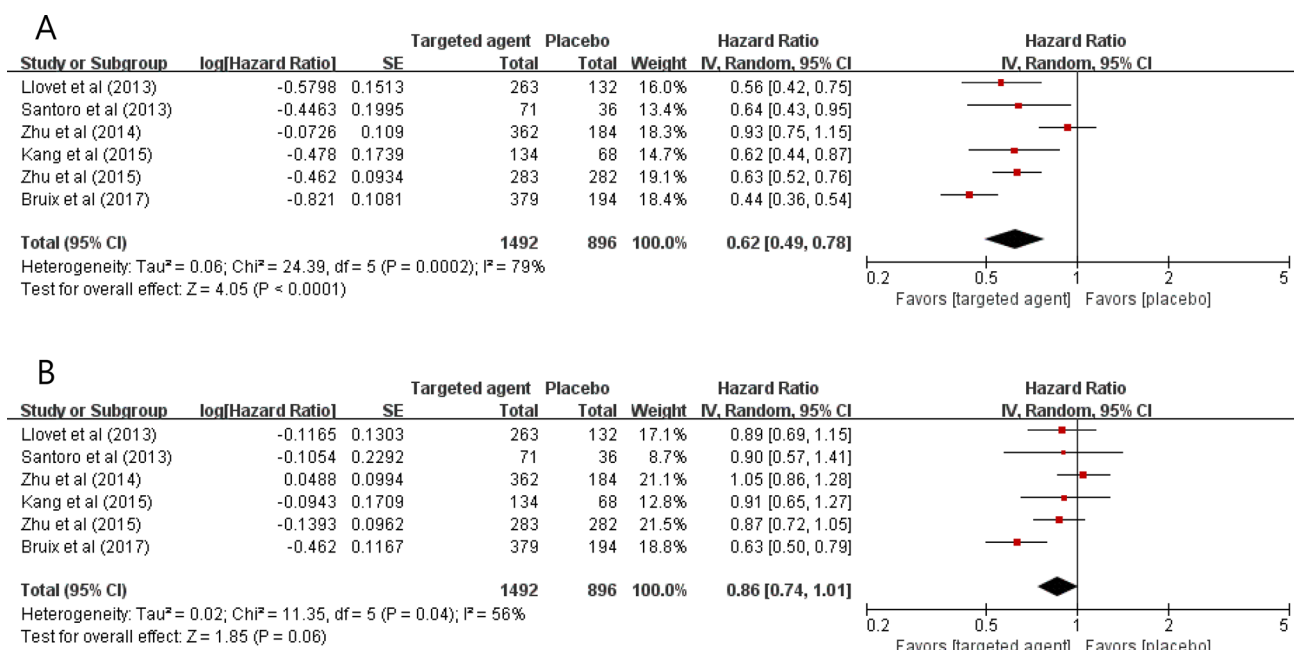 A
Targeted agent Placebo Hazard Ratio Hazard Ratio
Study or Subgroup log[Hazard Ratio] SE Total Total Weight IV, Random, 95% CI IV, Random, 95% CI
Llovet et al (2013) -0.5798 0.1513 263 132 16.0% 0.56 [0.42, 0.75]
Santoro et al (2013) -0.4463 0.1995 71 36 13.4% 0.64 [0.43, 0.95]
Zhu et al (2014) -0.0726 0.109 362 184 18.3% 0.93 [0.75, 1.15]
Kang et al (2015) -0.478 0.1739 134 68 14.7% 0.62 [0.44, 0.87]
Zhu et al (2015) -0.462 0.0934 283 282 19.1% 0.63 [0.52, 0.76]
Bruix et al (2017) -0.821 0.1081 379 194 18.4% 0.44 [0.36, 0.54]
Total (95% CI) 1492 896 100.0% 0.62 [0.49, 0.78]
Heterogeneity: Tau² = 0.06; Chi² = 24.39, df = 5 (P = 0.0002); I² = 79%
Test for overall effect: Z = 4.05 (P < 0.0001)
0.2 0.5 1 2 5
Favors [targeted agent] Favors [placebo]
B
Targeted agent Placebo Hazard Ratio Hazard Ratio
Study or Subgroup log[Hazard Ratio] SE Total Total Weight IV, Random, 95% CI IV, Random, 95% CI
Llovet et al (2013) -0.1165 0.1303 263 132 17.1% 0.89 [0.69, 1.15]
Santoro et al (2013) -0.1054 0.2292 71 36 8.7% 0.90 [0.57, 1.41]
Zhu et al (2014) 0.0488 0.0994 362 184 21.1% 1.05 [0.86, 1.28]
Kang et al (2015) -0.0943 0.1709 134 68 12.8% 0.91 [0.65, 1.27]
Zhu et al (2015) -0.1393 0.0962 283 282 21.5% 0.87 [0.72, 1.05]
Bruix et al (2017) -0.462 0.1167 379 194 18.8% 0.63 [0.50, 0.79]
Total (95% CI) 1492 896 100.0% 0.86 [0.74, 1.01]
Heterogeneity: Tau² = 0.02; Chi² = 11.35, df = 5 (P = 0.04); I² = 56%
Test for overall effect: Z = 1.85 (P = 0.06)
0.2 0.5 1 2 5
Favors [targeted agent] Favors [placebo]